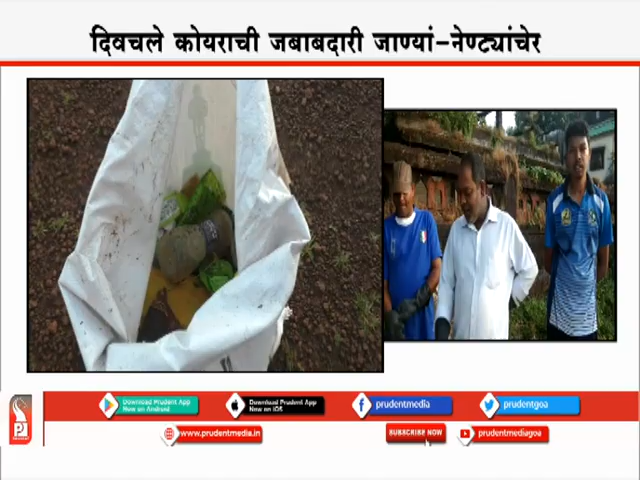 दिवचले कोयराची जबाबदारी जाण्यां-नेण्ट्यांचेर
Download Prudent App
Now on Android
Download Prudent App
Now on iOS
prudentmedia
prudentgoa
www.prudentmedia.in
SUBSCRIBE NOW
prudentmediagoa